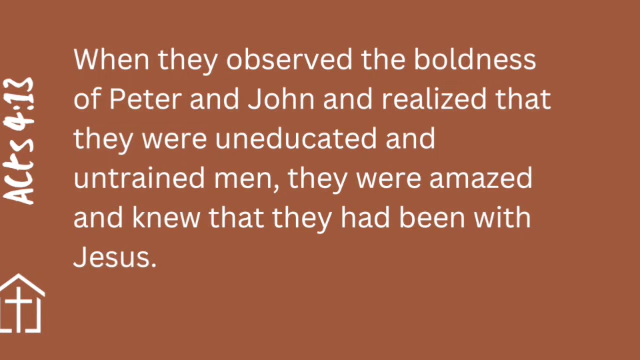 Acts 4:13
When they observed the boldness
of Peter and John and realized that
they were uneducated and
untrained men, they were amazed
and knew that they had been with
Jesus.